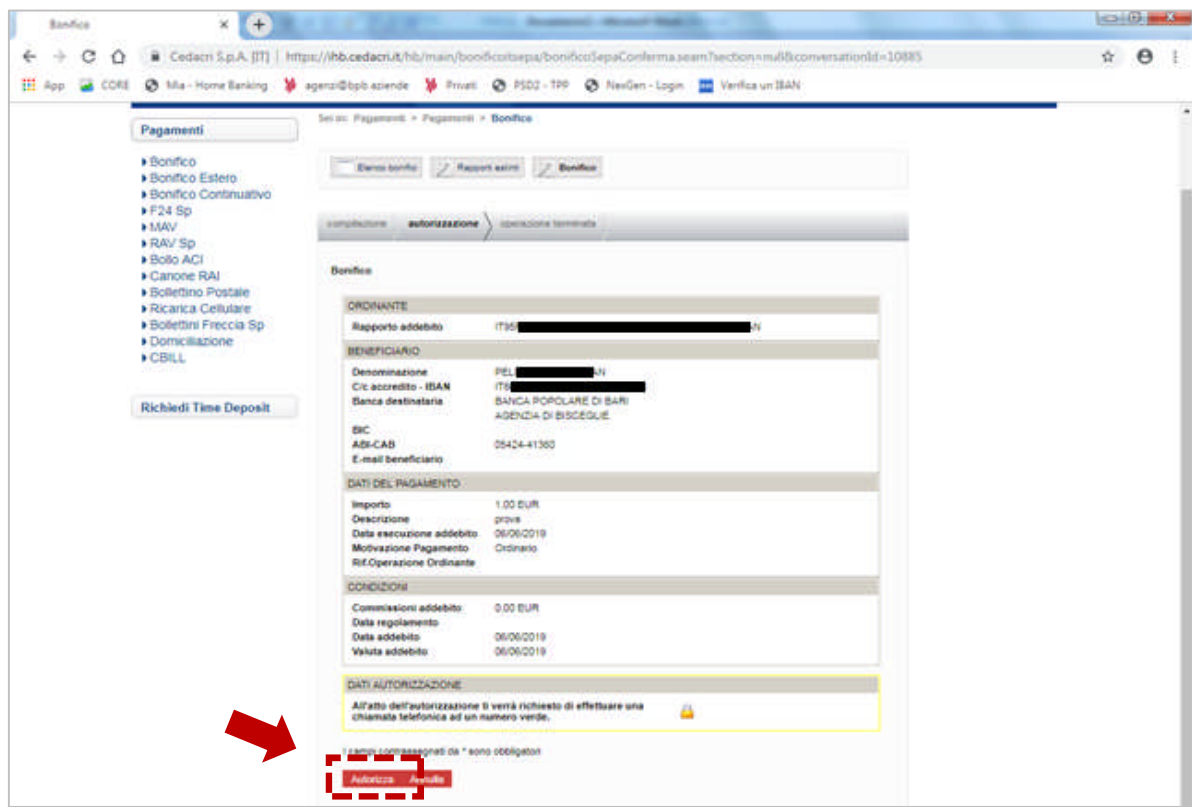 Bonifico
Cedacri S.p.A. [IT] | https://ihb.cedacri.it/hb/main/bonificoitsepa/bonificoSepaConferma.seam?section=null&conversationId=10885
App CORE Mia - Home Banking agenzi@bpb aziende Privati PSD2 - TPP NexGen - Login Verifica un IBAN
Sei in: Pagamenti > Pagamenti > Bonifico
Pagamenti
Bonifico
Bonifico Estero
Bonifico Continuativo
F24 Sp
MAV
RAV Sp
Bollo ACI
Canone RAI
Bollettino Postale
Ricarica Cellulare
Bollettini Freccia Sp
Domiciliazione
CBILL
Richiedi Time Deposit
Elenco bonifici Rapporti estinti Bonifico
compilazione autorizzazione operazione terminata
Bonifico
ORDINANTE
Rapporto addebito IT95 AN
BENEFICIARIO
Denominazione PEL AN
C/c accredito - IBAN IT6
Banca destinataria BANCA POPOLARE DI BARI
AGENZIA DI BISCEGLIE
BIC
ABI-CAB 05424-41360
E-mail beneficiario
DATI DEL PAGAMENTO
Importo 1,00 EUR
Descrizione prova
Data esecuzione addebito 06/06/2019
Motivazione Pagamento Ordinario
Rif.Operazione Ordinante
CONDIZIONI
Commissioni addebito 0,00 EUR
Data regolamento
Data addebito 06/06/2019
Valuta addebito 06/06/2019
DATI AUTORIZZAZIONE
All'atto dell'autorizzazione ti verrà richiesto di effettuare una
chiamata telefonica ad un numero verde.
I campi contrassegnati da * sono obbligatori
Autorizza Annulla